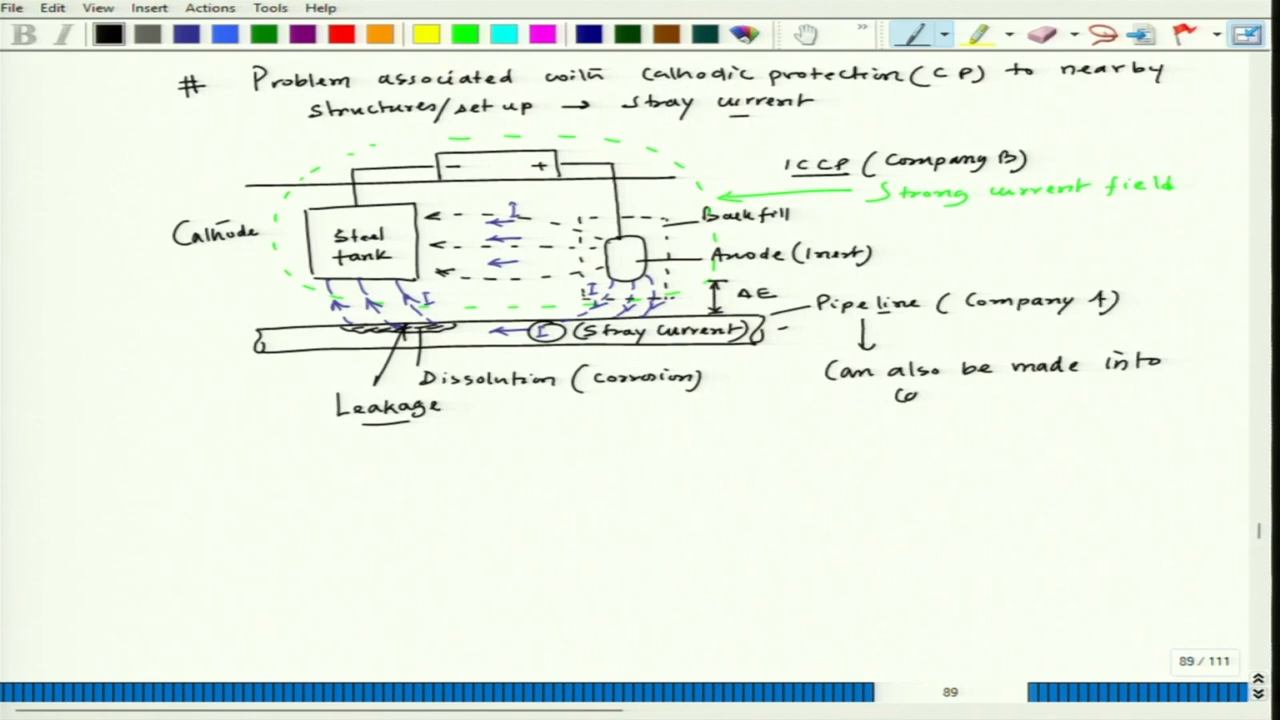 File Edit View Insert Actions Tools Help
B I
# Problem associated with Cathodic protection (CP) to nearby
structures/set up → stray current
ICCP (Company B)
Strong current field
- +
Cathode
Steel
tank
I
Backfill
Anode (Inert)
I
I
ΔE
Pipeline (Company A)
I (Stray current)
Can also be made into
Dissolution (corrosion)
Leakage
89 / 111
89